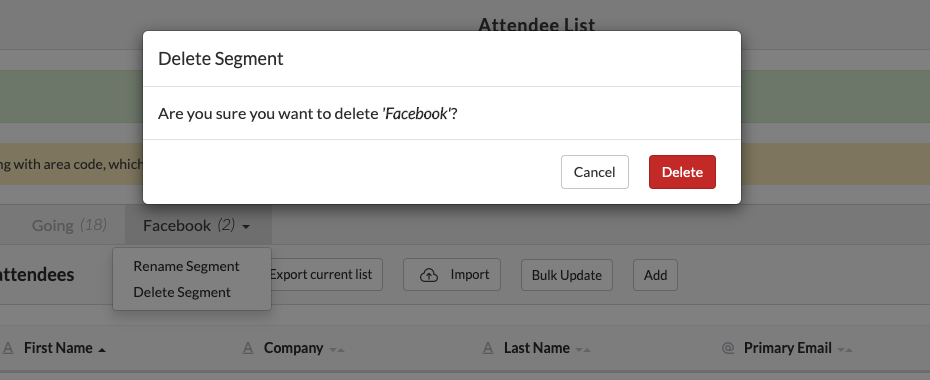 Attendee List
Delete Segment
Are you sure you want to delete 'Facebook'?
ng with area code, which
Cancel
Delete
Going (18)
Facebook (2)
attendees
Rename Segment
Delete Segment
Export current list
Import
Bulk Update
Add
A First Name
A Company
A Last Name
@ Primary Email